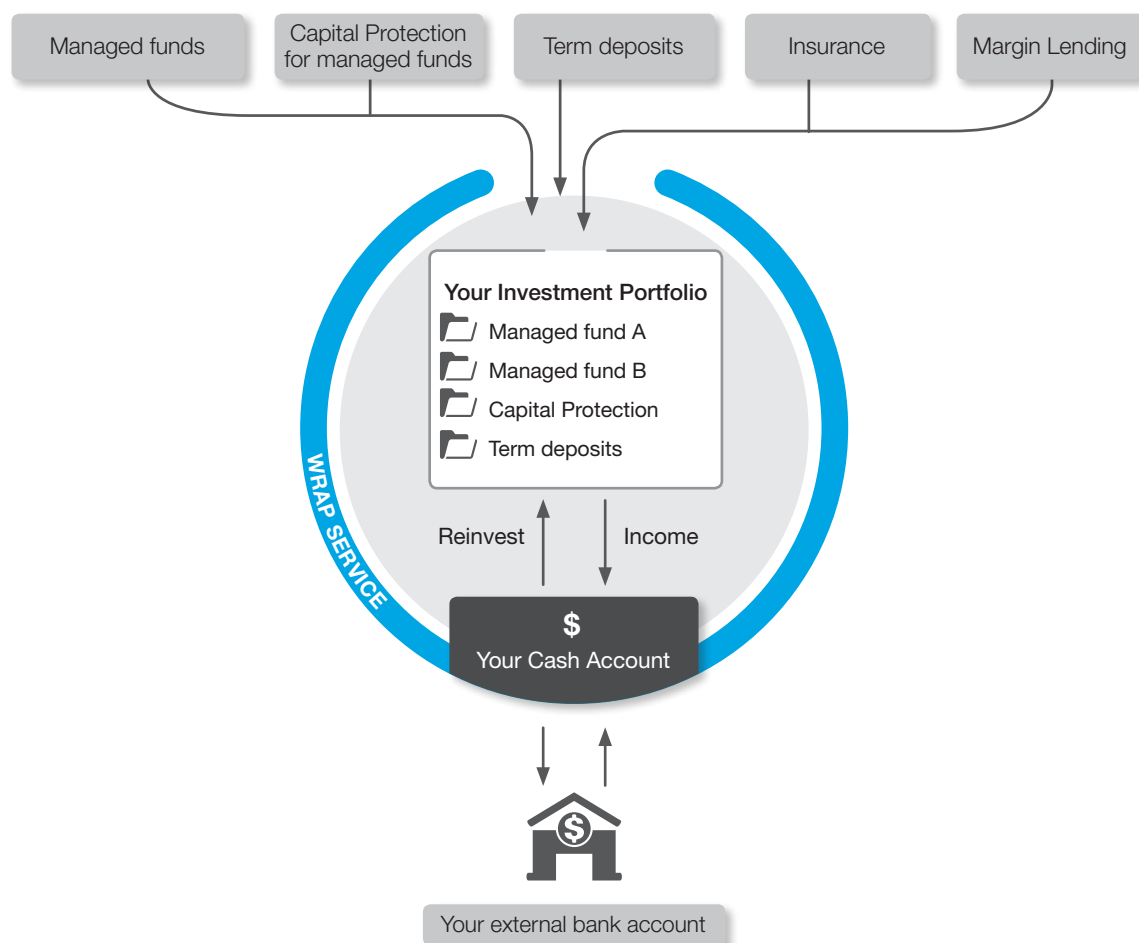 Managed funds
Capital Protection
for managed funds
Term deposits
Insurance
Margin Lending
Your Investment Portfolio
Managed fund A
Managed fund B
Capital Protection
Term deposits
WRAP SERVICE
Reinvest
Income
$
Your Cash Account
$
Your external bank account